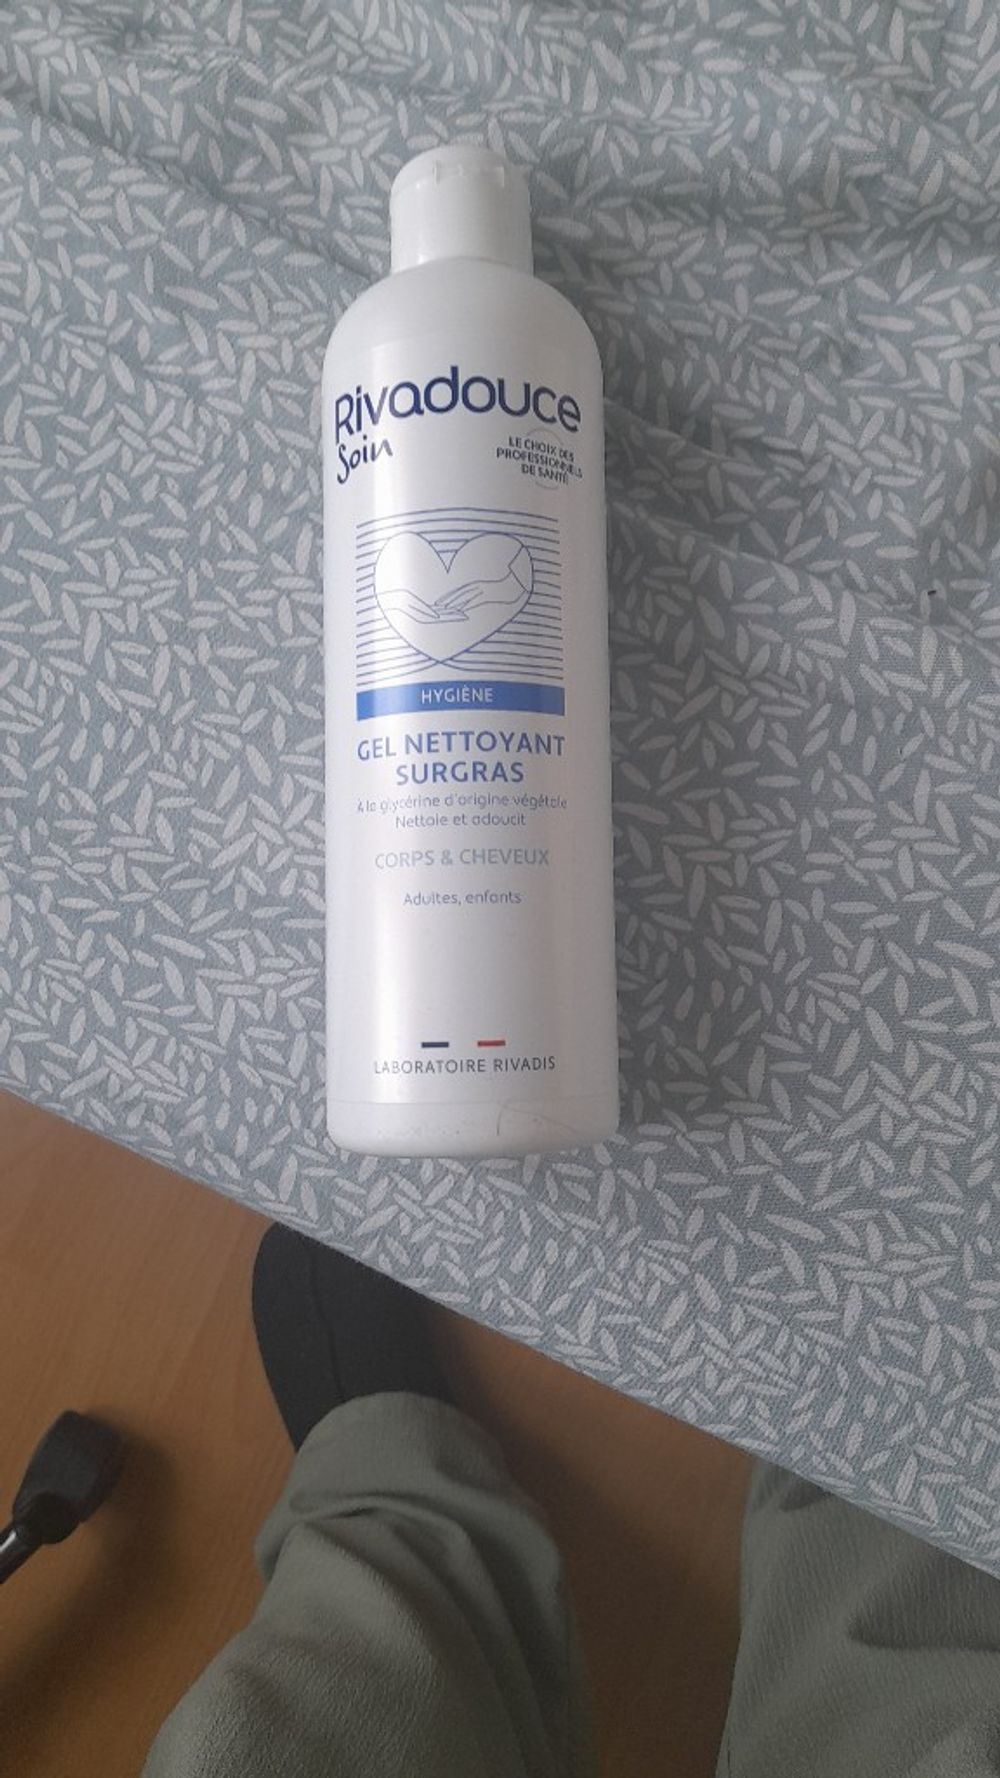 Rivadouce
Soin
LE CHOIX DES
PROFESSIONNELS
DE SANTÉ
HYGIÈNE
GEL NETTOYANT
SURGRAS
À la glycérine d'origine végétale
Nettoie et adoucit
CORPS & CHEVEUX
Adultes, enfants
LABORATOIRE RIVADIS